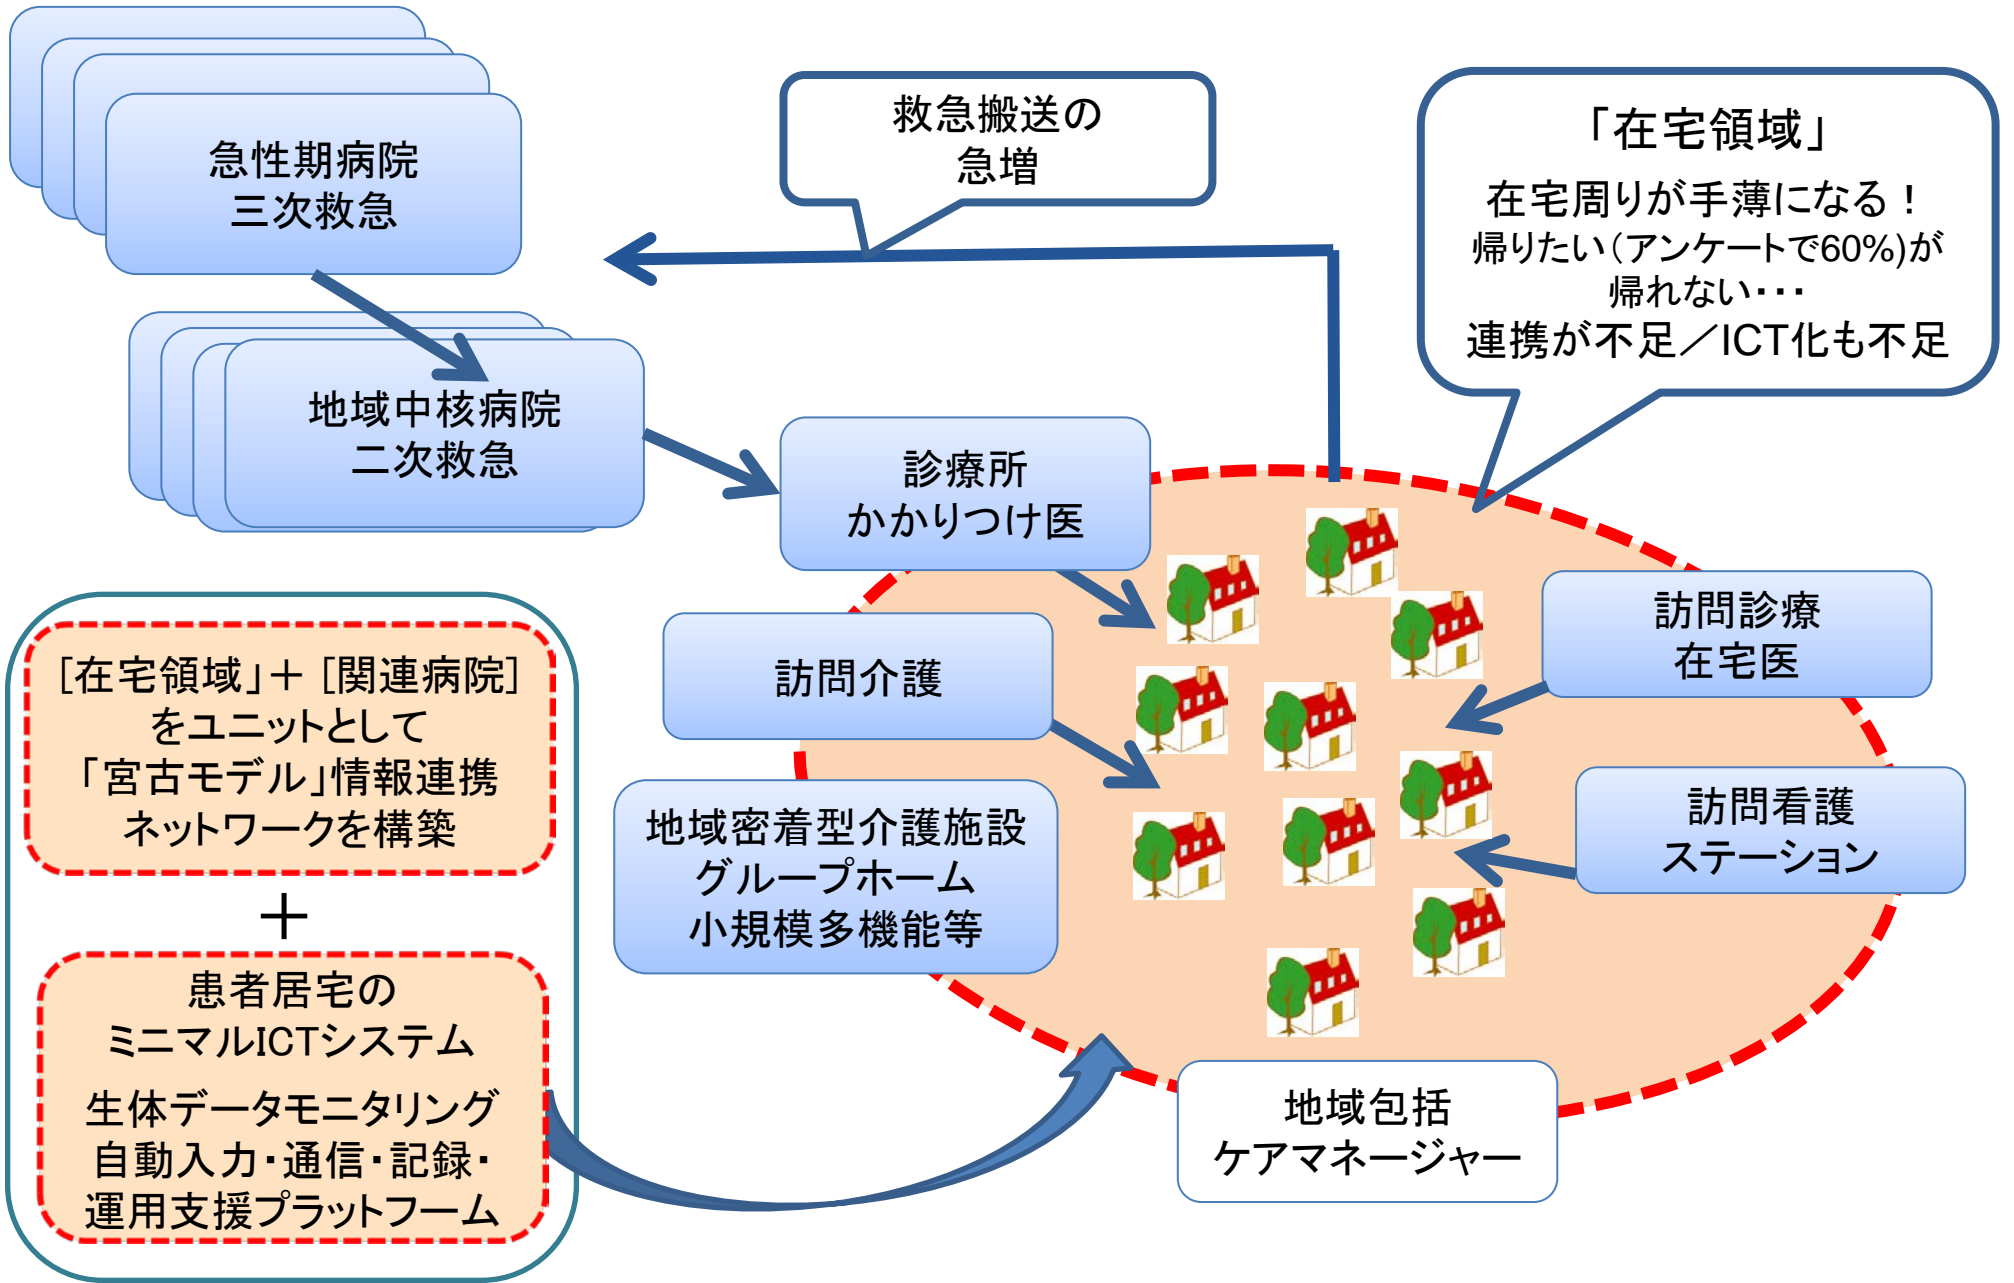 急性期病院
三次救急
救急搬送の
急増
「在宅領域」
在宅周りが手薄になる！
帰りたい（アンケートで60%)が
帰れない･･･
連携が不足／ICT化も不足
地域中核病院
二次救急
診療所
かかりつけ医
訪問診療
在宅医
訪問介護
訪問看護
ステーション
地域密着型介護施設
グループホーム
小規模多機能等
地域包括
ケアマネージャー
［在宅領域」＋［関連病院］
をユニットとして
「宮古モデル」情報連携
ネットワークを構築
＋
患者居宅の
ミニマルICTシステム
生体データモニタリング
自動入力・通信・記録・
運用支援プラットフーム